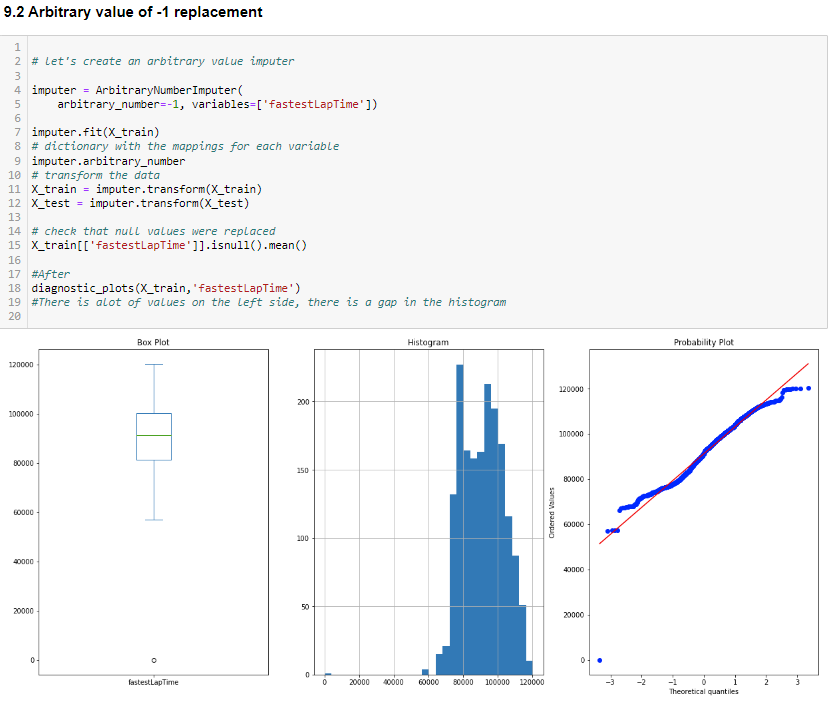 9.2 Arbitrary value of -1 replacement
1
2 # Let's create an arbitrary value imputer
3
4 imputer = ArbitraryNumberImputer(
5     arbitrary_number=-1, variables=['fastestLapTime'])
6
7 imputer.fit(X_train)
8 # dictionary with the mappings for each variable
9 imputer.arbitrary_number
10 # transform the data
11 X_train = imputer.transform(X_train)
12 X_test = imputer.transform(X_test)
13
14 # check that null values were replaced
15 X_train[['fastestLapTime']].isnull().mean()
16
17 #After
18 diagnostic_plots(X_train,'fastestLapTime')
19 #There is alot of values on the left side, there is a gap in the histogram
20
Box Plot
120000
100000
80000
60000
40000
20000
0
fastestLapTime
Histogram
200
150
100
50
0
0 20000 40000 60000 80000 100000 120000
Probability Plot
Ordered Values
120000
100000
80000
60000
40000
20000
0
−3 −2 −1 0 1 2 3
Theoretical quantiles